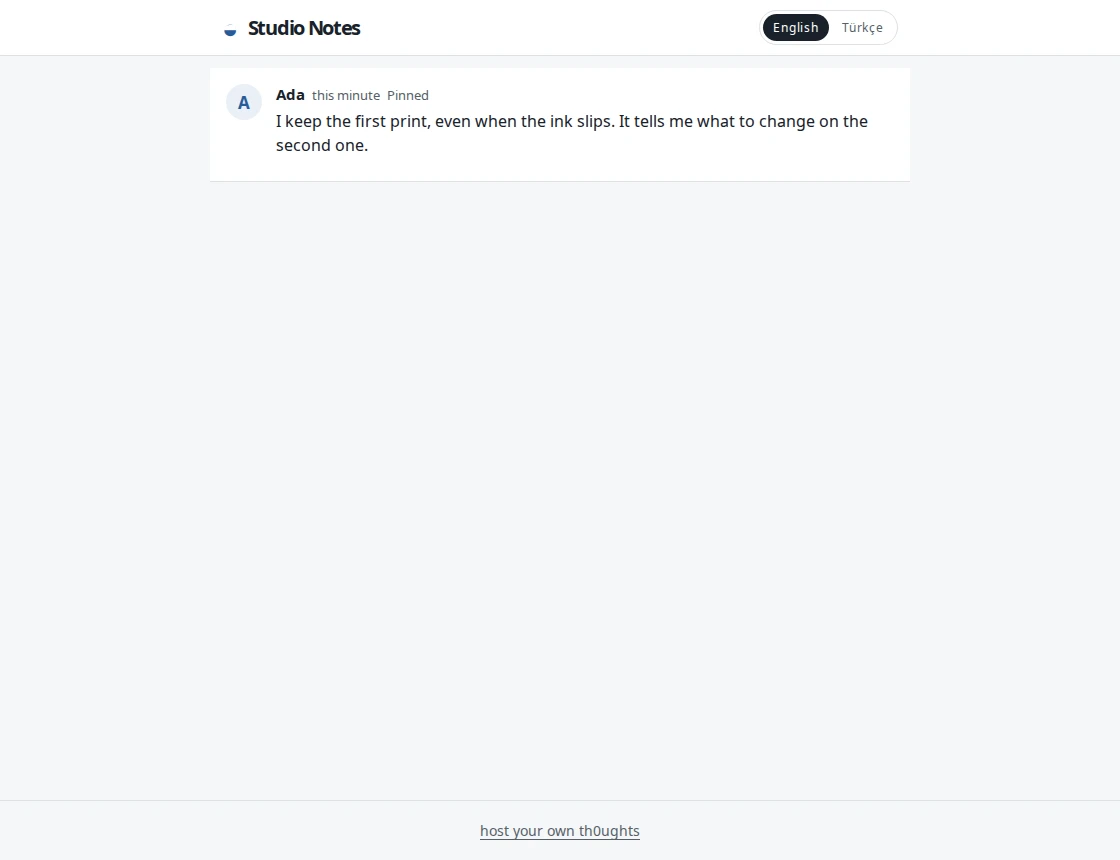 Studio Notes
English
Türkçe
A
Ada this minute Pinned
I keep the first print, even when the ink slips. It tells me what to change on the
second one.
host your own th0ughts